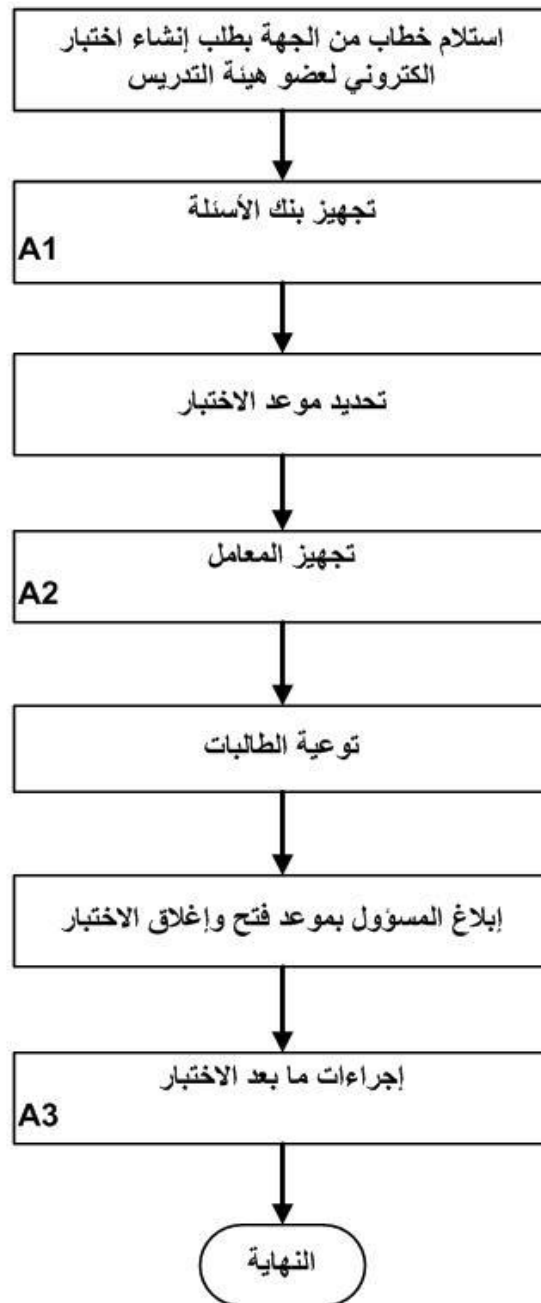 استلام خطاب من الجهة بطلب إنشاء اختبار
الكتروني لعضو هيئة التدريس
تجهيز بنك الأسئلة
A1
تحديد موعد الاختبار
تجهيز المعامل
A2
توعية الطالبات
إبلاغ المسؤول بموعد فتح وإغلاق الاختبار
إجراءات ما بعد الاختبار
A3
النهاية